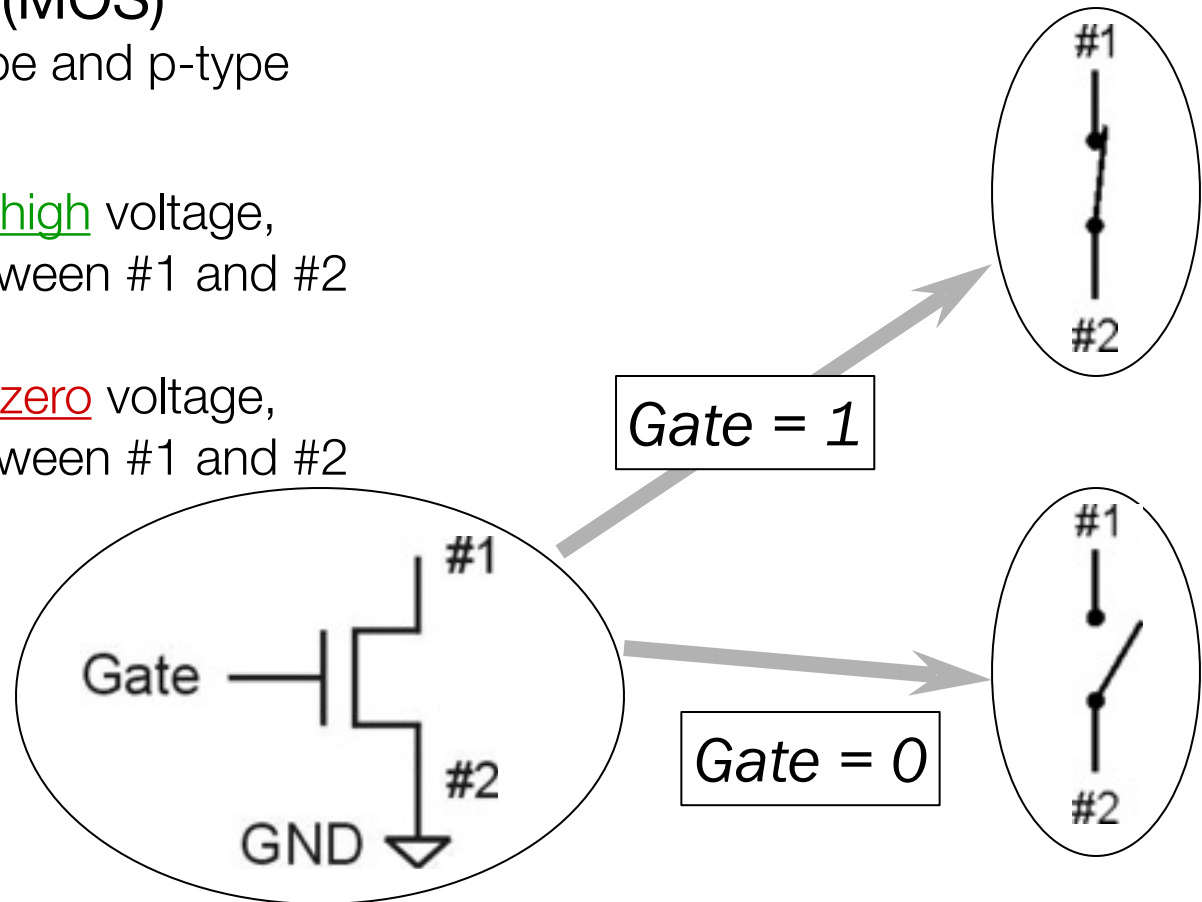 (MOS)
pe and p-type
high voltage,
ween #1 and #2
zero voltage,
ween #1 and #2
#1
#2
Gate = 1
#1
Gate
#2
GND
Gate = 0
#1
#2